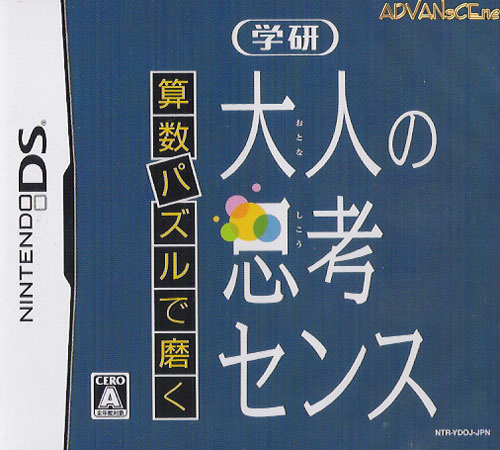 ADVANsCEne
学研
大人の
おとな
思考
しこう
センス
算数パズルで磨く
NINTENDO DS™
CERO
A
全年齢対象
NTR-YDOJ-JPN